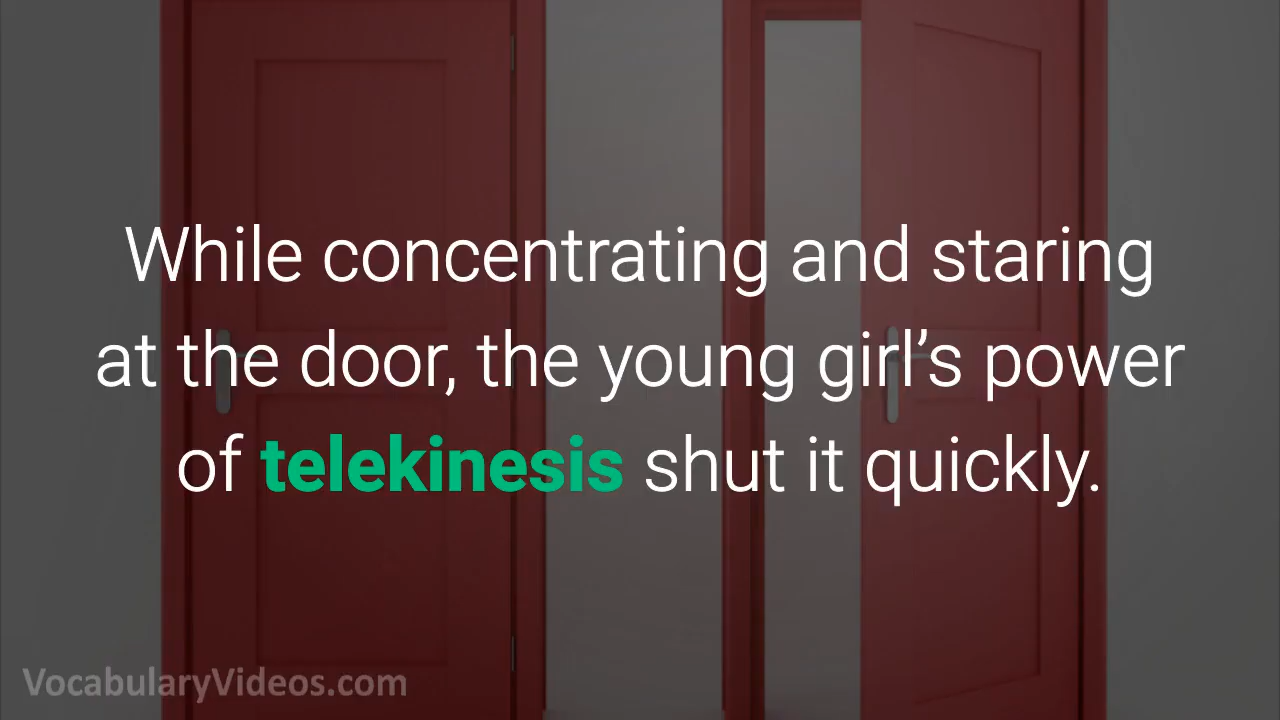 While concentrating and staring
at the door, the young girl’s power
of telekinesis shut it quickly.
VocabularyVideos.com